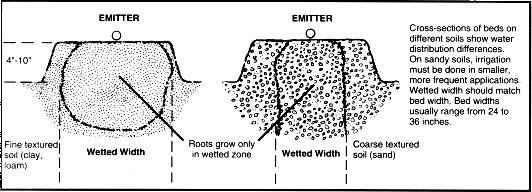 EMITTER
EMITTER
4"-10"
Cross-sections of beds on
different soils show water
distribution differences.
On sandy soils, irrigation
must be done in smaller,
more frequent applications.
Wetted width should match
bed width. Bed widths
usually range from 24 to
36 inches.
Fine textured
soil (clay,
loam)
Wetted Width
Roots grow only
in wetted zone
Wetted Width
Coarse textured
soil (sand)